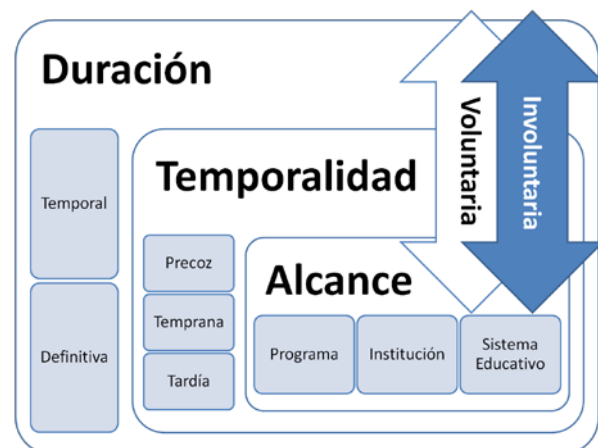 Duración
Temporal
Definitiva
Temporalidad
Precoz
Temprana
Tardía
Alcance
Programa
Institución
Sistema
Educativo
Voluntaria
Involuntaria